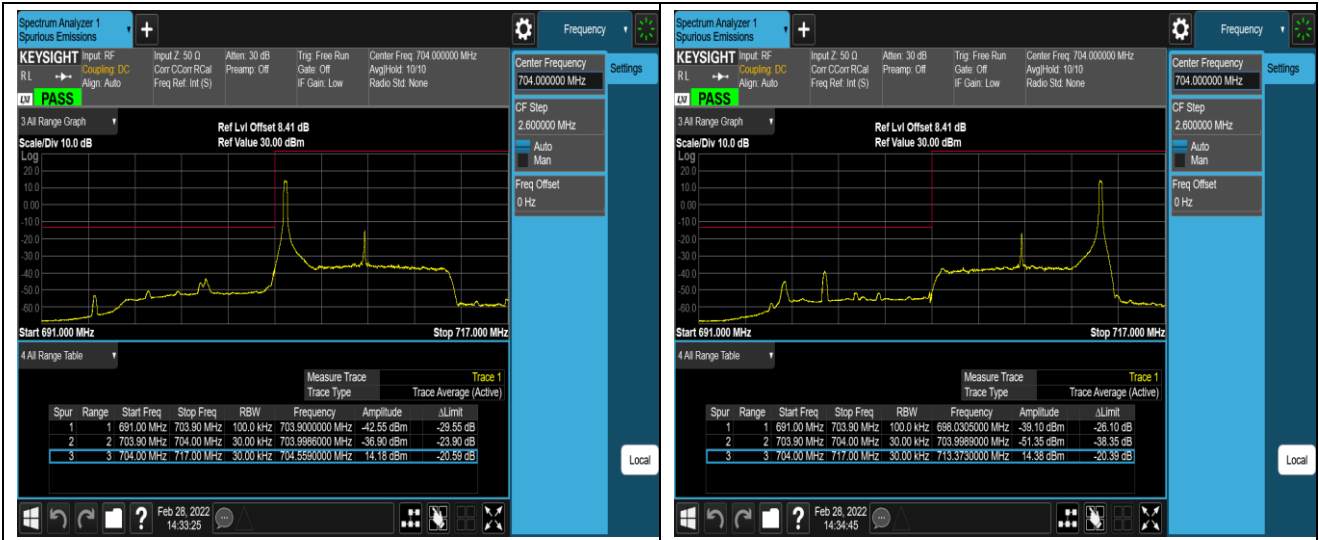 Spectrum Analyzer 1
Spurious Emissions
+
Frequency
KEYSIGHT
R L
Input: RF
Coupling: DC
Align: Auto
Input Z: 50 Ω
Corr CCorr RCal
Freq Ref: Int (S)
Atten: 30 dB
Preamp: Off
Trig: Free Run
Gate: Off
IF Gain: Low
Center Freq: 704.000000 MHz
Avg|Hold: 10/10
Radio Std: None
PASS
Center Frequency
704.000000 MHz
Settings
CF Step
2.600000 MHz
Auto
Man
Freq Offset
0 Hz
3 All Range Graph
Ref Lvl Offset 8.41 dB
Scale/Div 10.0 dB
Ref Value 30.00 dBm
Log
20.0
10.0
0.00
-10.0
-20.0
-30.0
-40.0
-50.0
-60.0
Start 691.000 MHz
Stop 717.000 MHz
4 All Range Table
Measure Trace Trace 1
Trace Type Trace Average (Active)
Spur Range Start Freq Stop Freq RBW Frequency Amplitude ΔLimit
1 1 691.00 MHz 703.90 MHz 100.0 kHz 703.9000000 MHz -42.55 dBm -29.55 dB
2 2 703.90 MHz 704.00 MHz 30.00 kHz 703.9986000 MHz -36.90 dBm -23.90 dB
3 3 704.00 MHz 717.00 MHz 30.00 kHz 704.5590000 MHz 14.18 dBm -20.59 dB
Local
?
Feb 28, 2022
14:33:25
Spectrum Analyzer 1
Spurious Emissions
+
Frequency
KEYSIGHT
R L
Input: RF
Coupling: DC
Align: Auto
Input Z: 50 Ω
Corr CCorr RCal
Freq Ref: Int (S)
Atten: 30 dB
Preamp: Off
Trig: Free Run
Gate: Off
IF Gain: Low
Center Freq: 704.000000 MHz
Avg|Hold: 10/10
Radio Std: None
PASS
Center Frequency
704.000000 MHz
Settings
CF Step
2.600000 MHz
Auto
Man
Freq Offset
0 Hz
3 All Range Graph
Ref Lvl Offset 8.41 dB
Scale/Div 10.0 dB
Ref Value 30.00 dBm
Log
20.0
10.0
0.00
-10.0
-20.0
-30.0
-40.0
-50.0
-60.0
Start 691.000 MHz
Stop 717.000 MHz
4 All Range Table
Measure Trace Trace 1
Trace Type Trace Average (Active)
Spur Range Start Freq Stop Freq RBW Frequency Amplitude ΔLimit
1 1 691.00 MHz 703.90 MHz 100.0 kHz 698.0305000 MHz -39.10 dBm -26.10 dB
2 2 703.90 MHz 704.00 MHz 30.00 kHz 703.9989000 MHz -51.35 dBm -38.35 dB
3 3 704.00 MHz 717.00 MHz 30.00 kHz 713.3730000 MHz 14.38 dBm -20.39 dB
Local
?
Feb 28, 2022
14:34:45